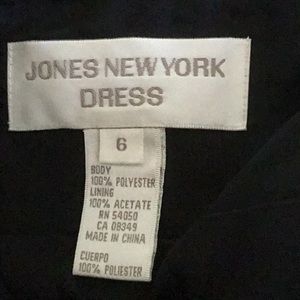 JONES NEW YORK
DRESS
6
BODY
100% POLYESTER
LINING
100% ACETATE
RN 54050
CA 08349
MADE IN CHINA
CUERPO
100% POLIESTER